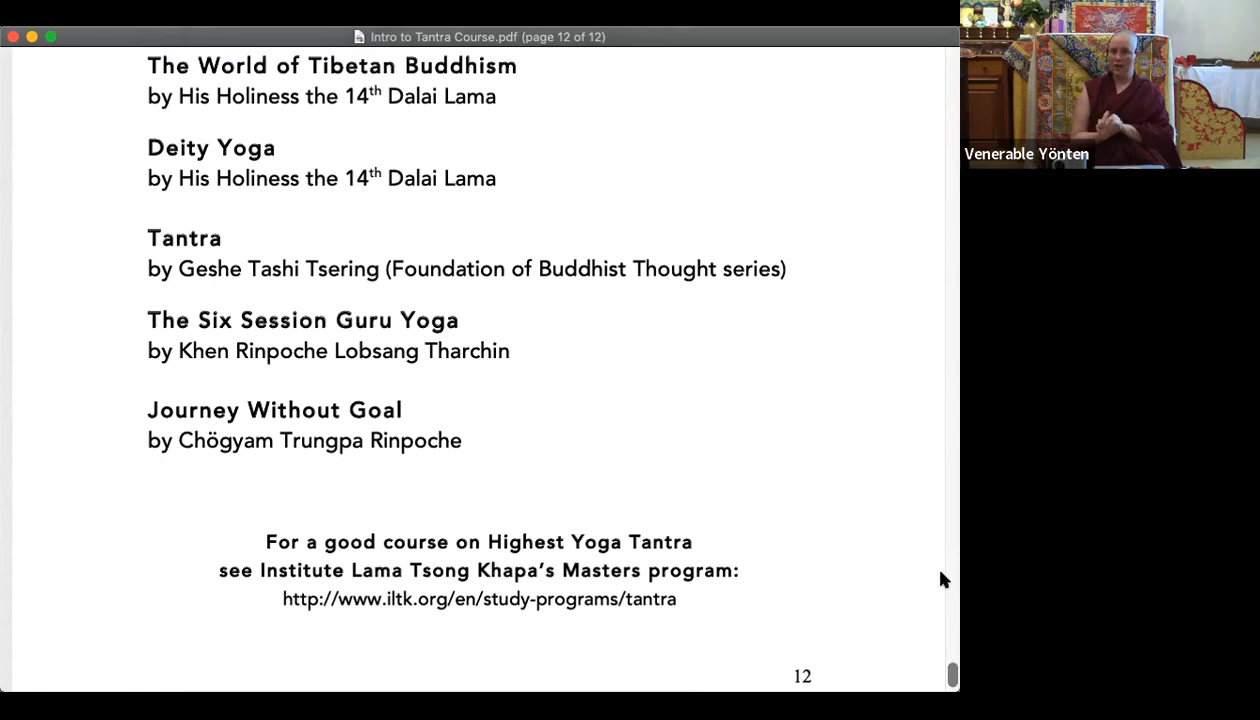 Intro to Tantra Course.pdf (page 12 of 12)
The World of Tibetan Buddhism
by His Holiness the 14th Dalai Lama
Deity Yoga
by His Holiness the 14th Dalai Lama
Tantra
by Geshe Tashi Tsering (Foundation of Buddhist Thought series)
The Six Session Guru Yoga
by Khen Rinpoche Lobsang Tharchin
Journey Without Goal
by Chögyam Trungpa Rinpoche
For a good course on Highest Yoga Tantra
see Institute Lama Tsong Khapa's Masters program:
http://www.iltk.org/en/study-programs/tantra
12
Venerable Yönten